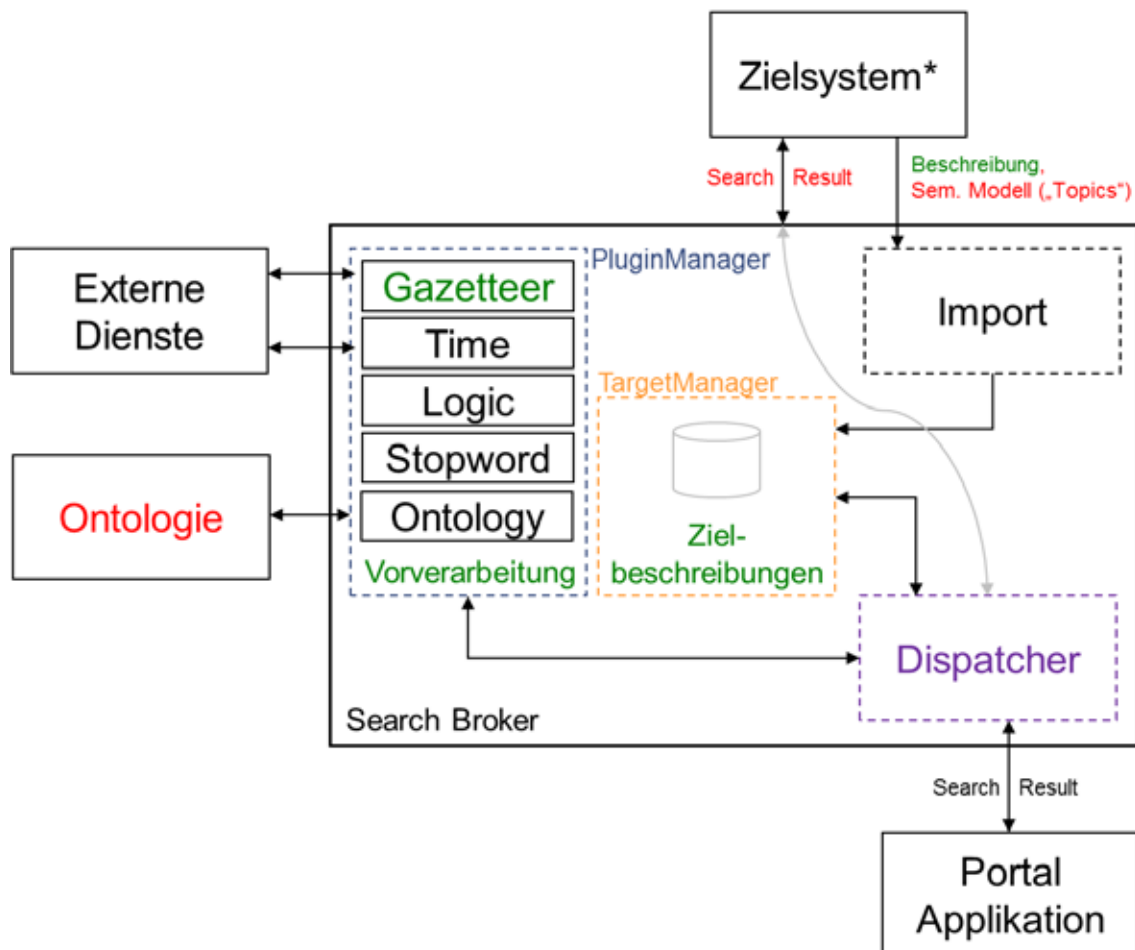 Zielsystem*
Search Result
Beschreibung,
Sem. Modell („Topics“)
Externe
Dienste
Ontologie
PluginManager
Gazetteer
Time
Logic
Stopword
Ontology
Vorverarbeitung
TargetManager
Ziel-
beschreibungen
Import
Dispatcher
Search Broker
Search Result
Portal
Applikation